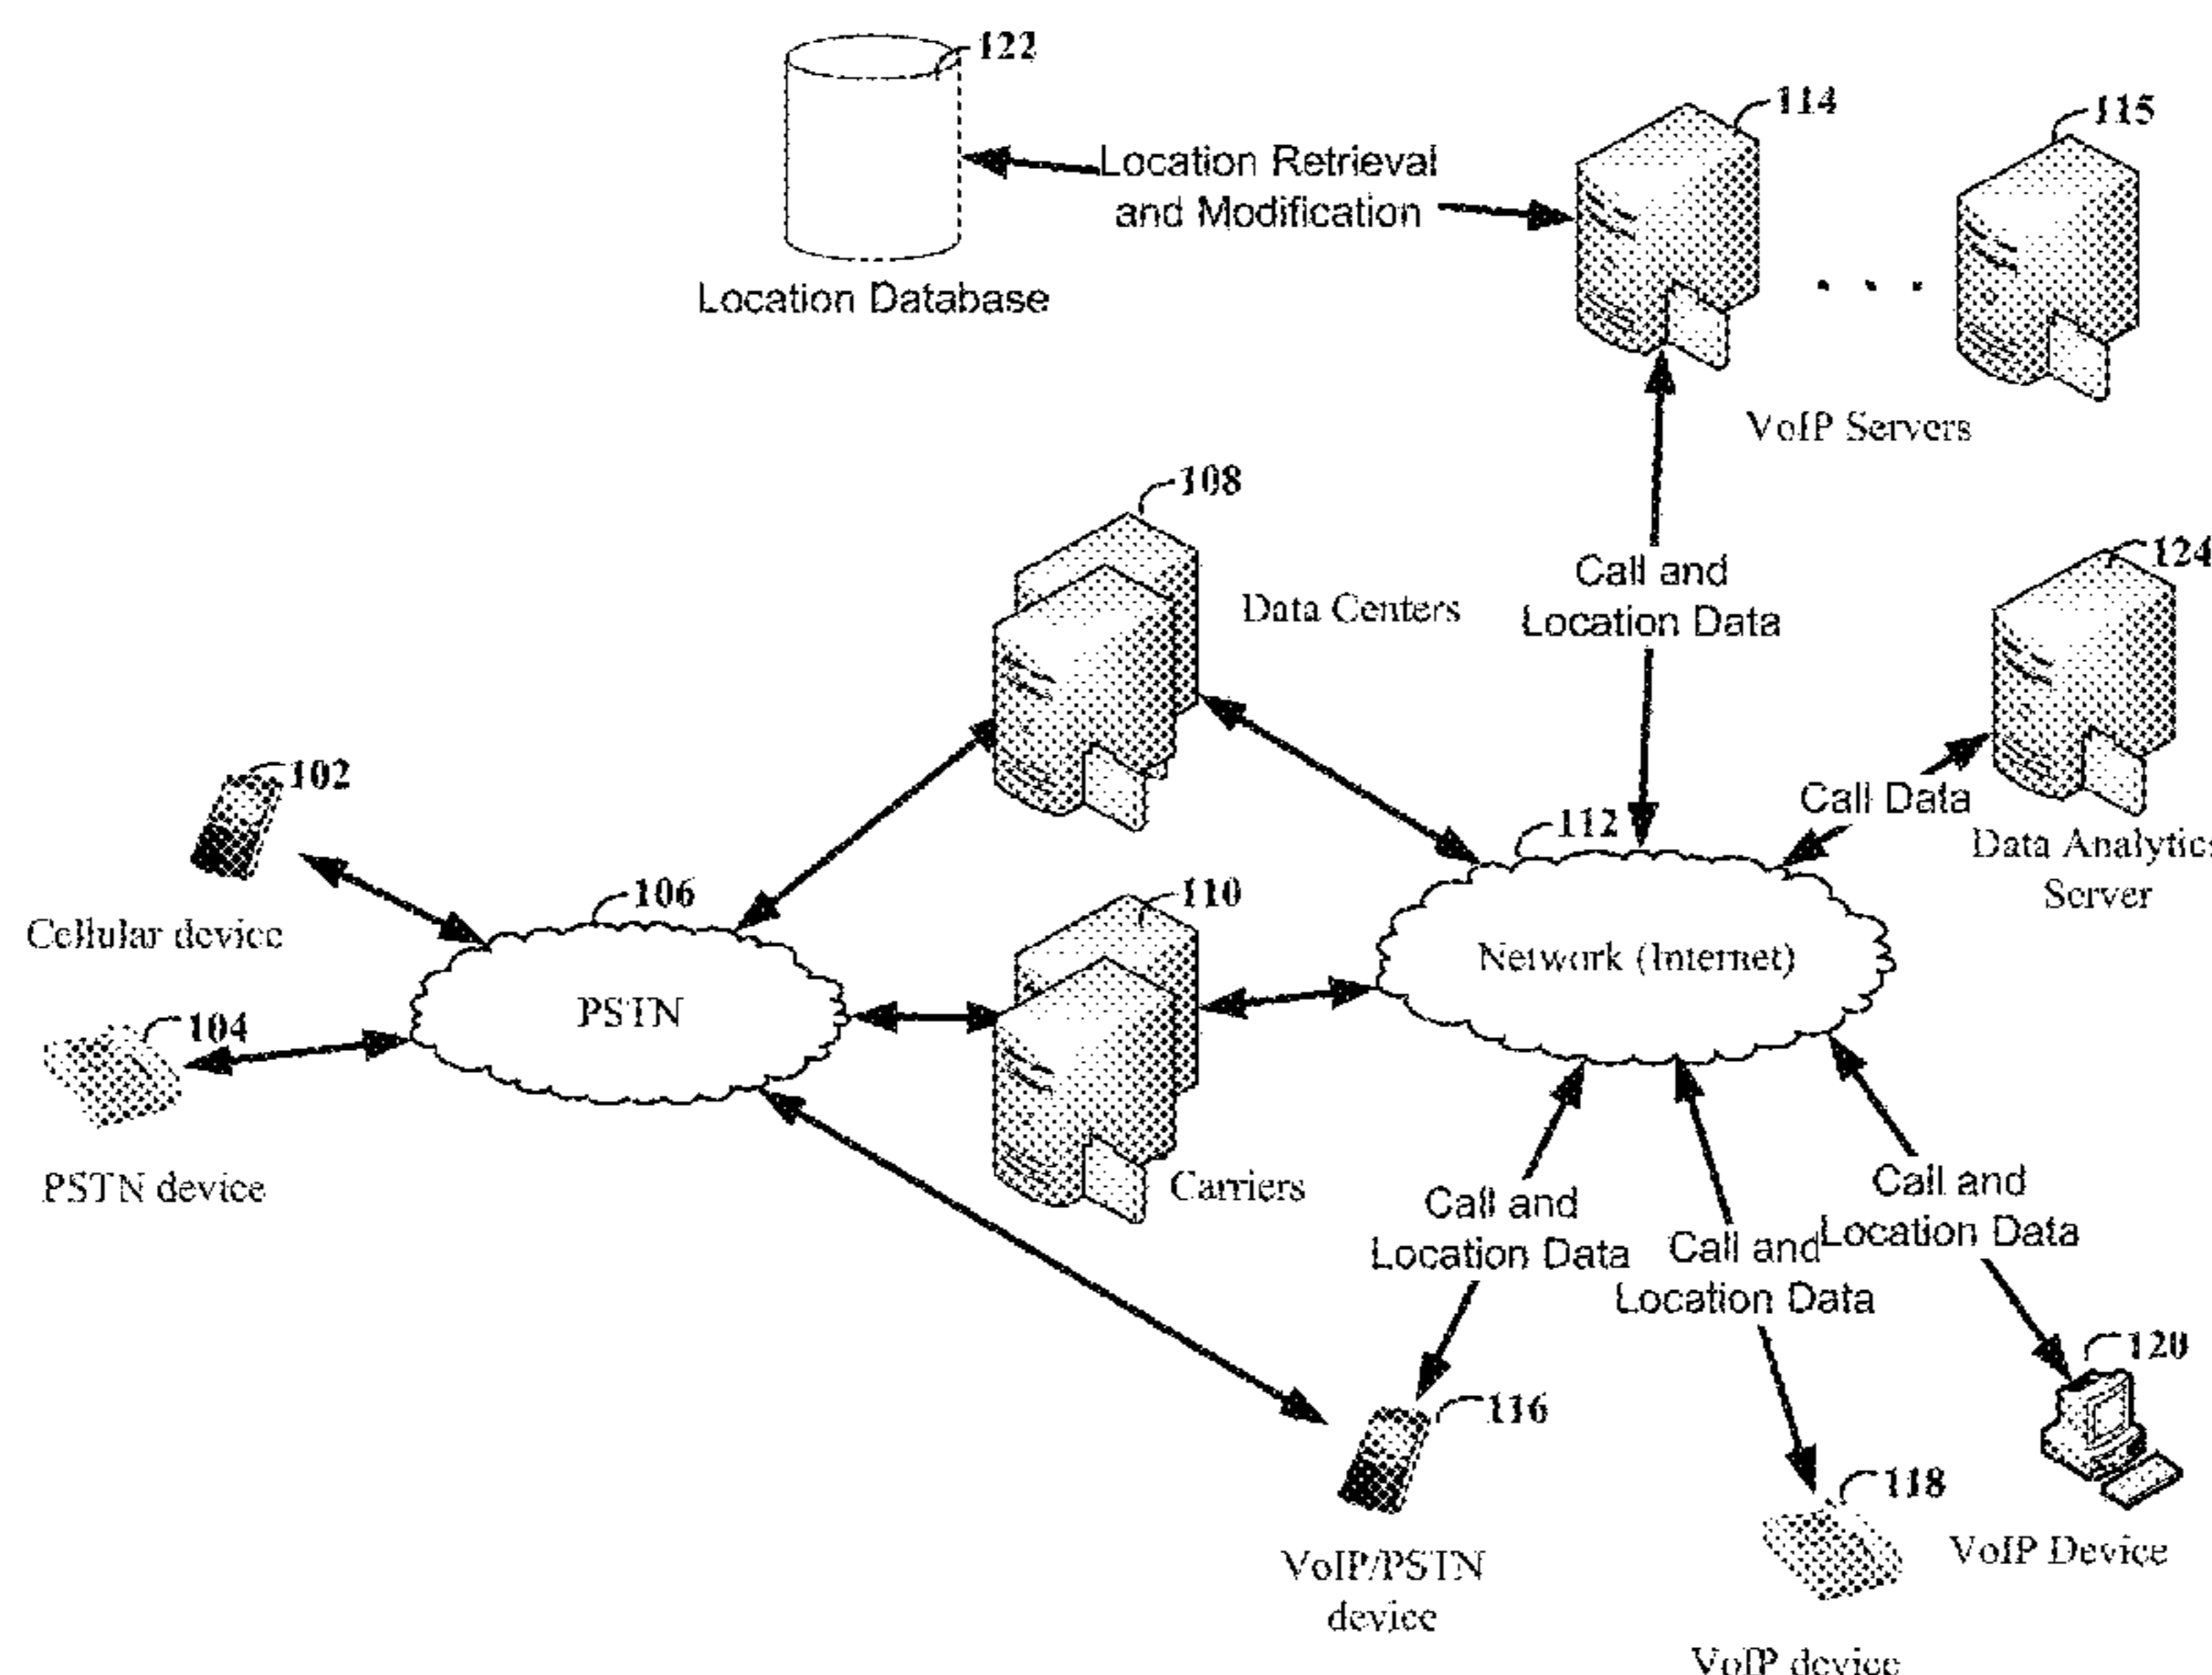 122
114
115
Location Retrieval
and Modification
Location Database
VoIP Servers
108
Data Centers
Call and
Location Data
124
102
Call Data
112
Data Analytics
Server
106
110
Cellular device
Network (Internet)
PSTN
104
PSTN device
Carriers
Call and
Location Data
Call and
Location Data
Call and
Location Data
120
116
118
VoIP Device
VoIP/PSTN
device
VoIP device